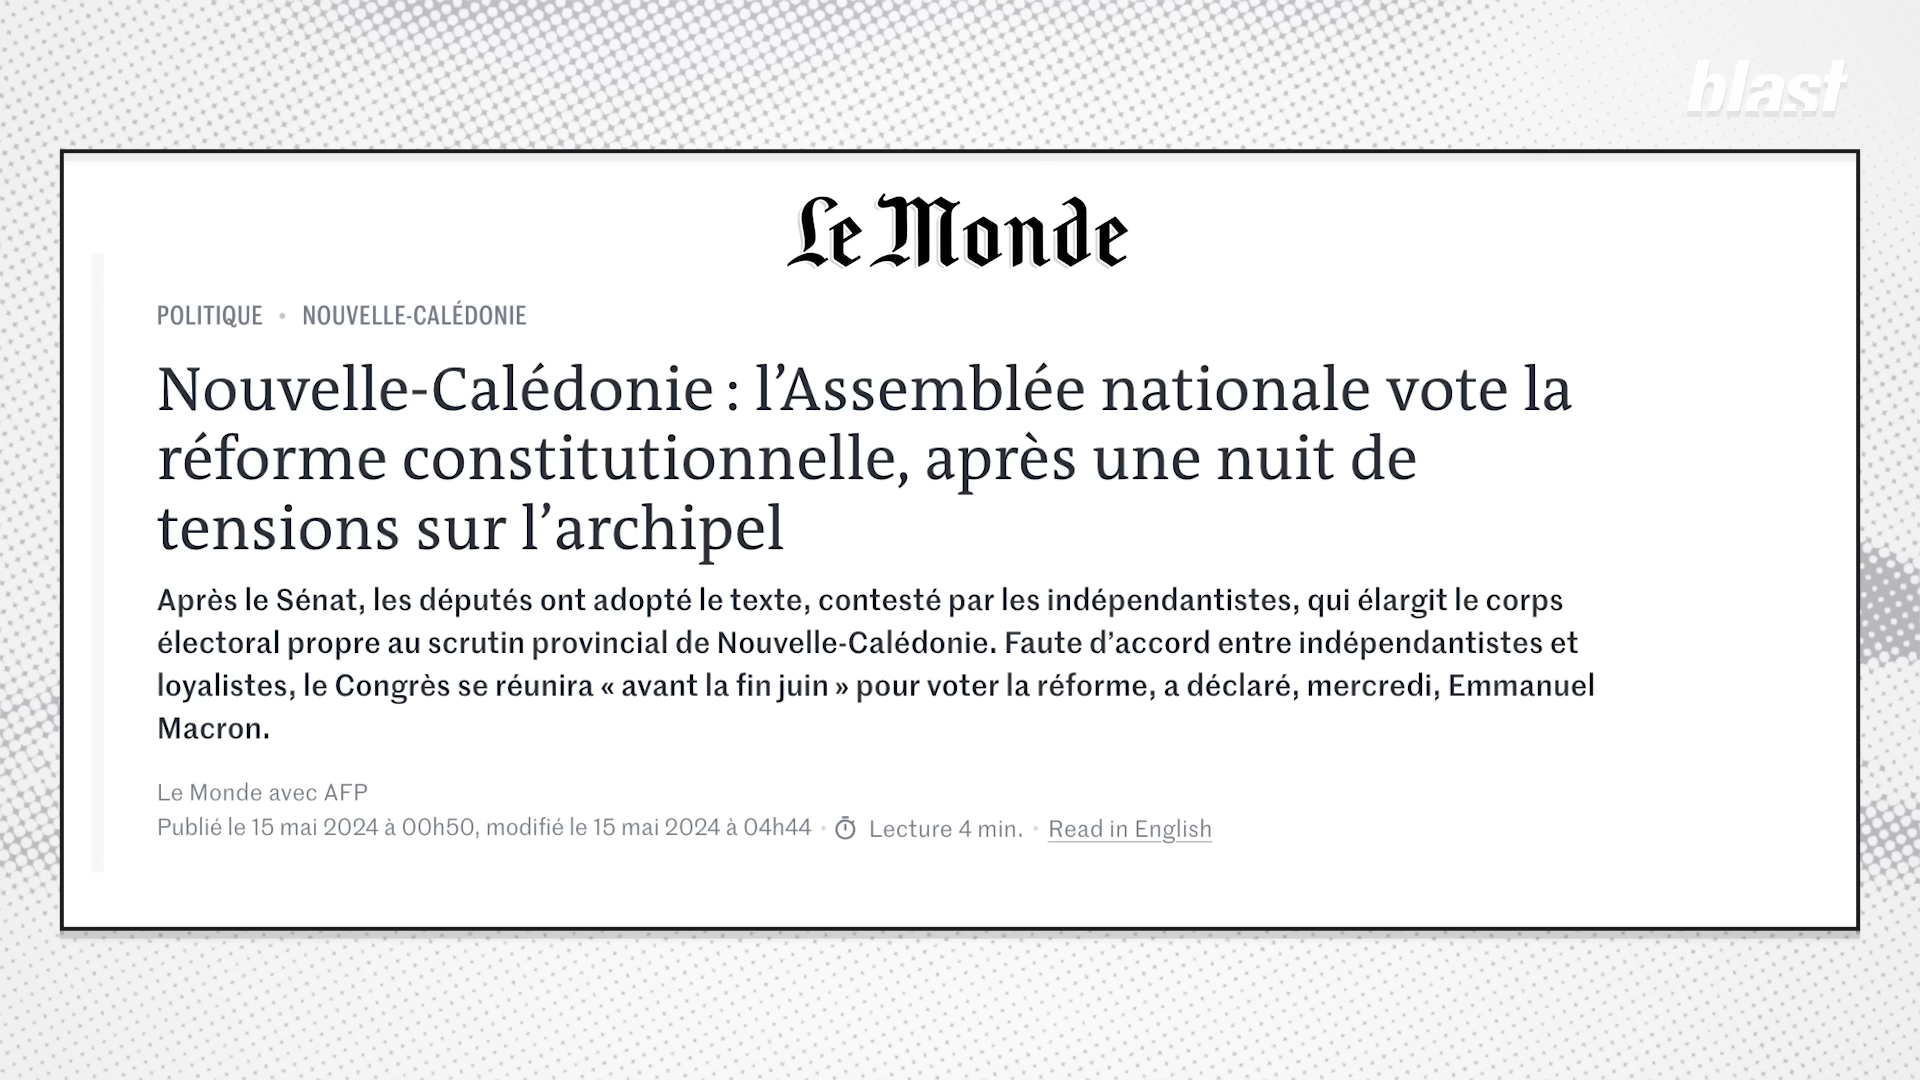 blast
Le Monde
POLITIQUE • NOUVELLE-CALÉDONIE
Nouvelle-Calédonie : l’Assemblée nationale vote la
réforme constitutionnelle, après une nuit de
tensions sur l’archipel
Après le Sénat, les députés ont adopté le texte, contesté par les indépendantistes, qui élargit le corps
électoral propre au scrutin provincial de Nouvelle-Calédonie. Faute d’accord entre indépendantistes et
loyalistes, le Congrès se réunira « avant la fin juin » pour voter la réforme, a déclaré, mercredi, Emmanuel
Macron.
Le Monde avec AFP
Publié le 15 mai 2024 à 00h50, modifié le 15 mai 2024 à 04h44 • Lecture 4 min. • Read in English